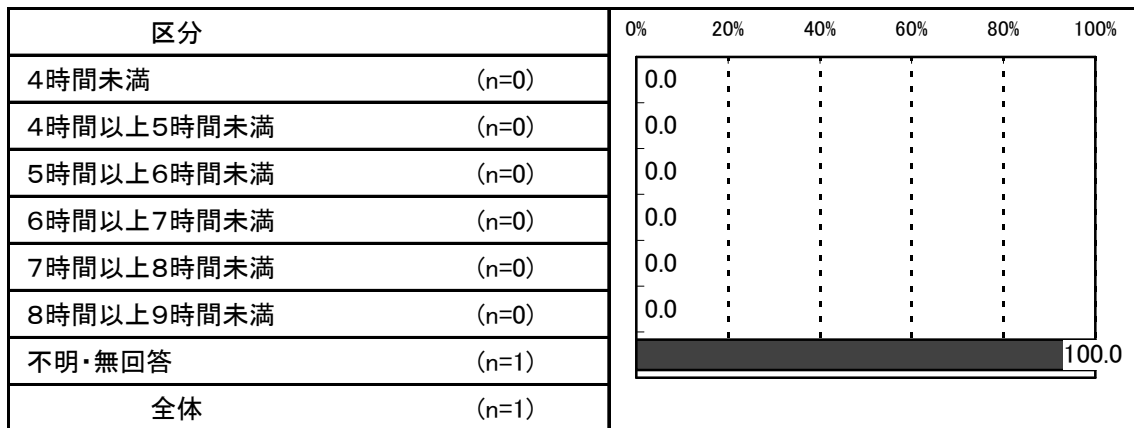 区分 0% 20% 40% 60% 80% 100%
4時間未満 (n=0) 0.0
4時間以上5時間未満 (n=0) 0.0
5時間以上6時間未満 (n=0) 0.0
6時間以上7時間未満 (n=0) 0.0
7時間以上8時間未満 (n=0) 0.0
8時間以上9時間未満 (n=0) 0.0
不明・無回答 (n=1) 100.0
全体 (n=1)